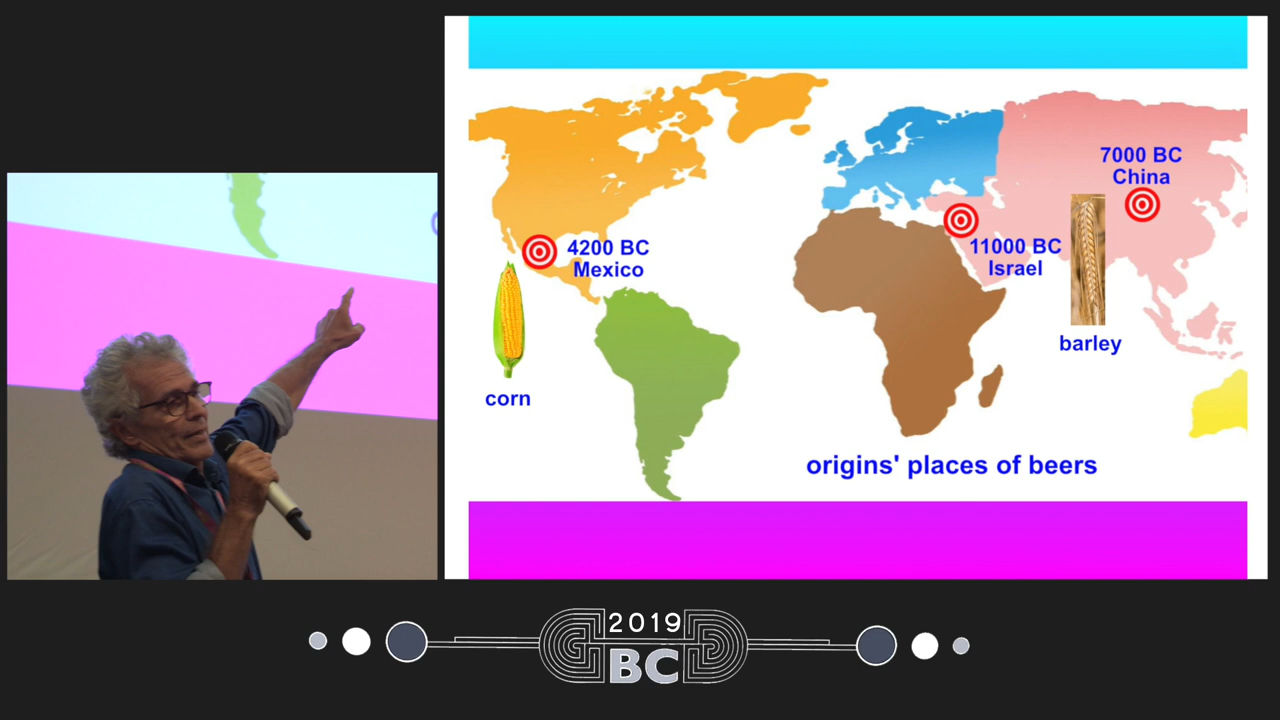 7000 BC
China
4200 BC
Mexico
11000 BC
Israel
barley
corn
origins' places of beers
2019
BC